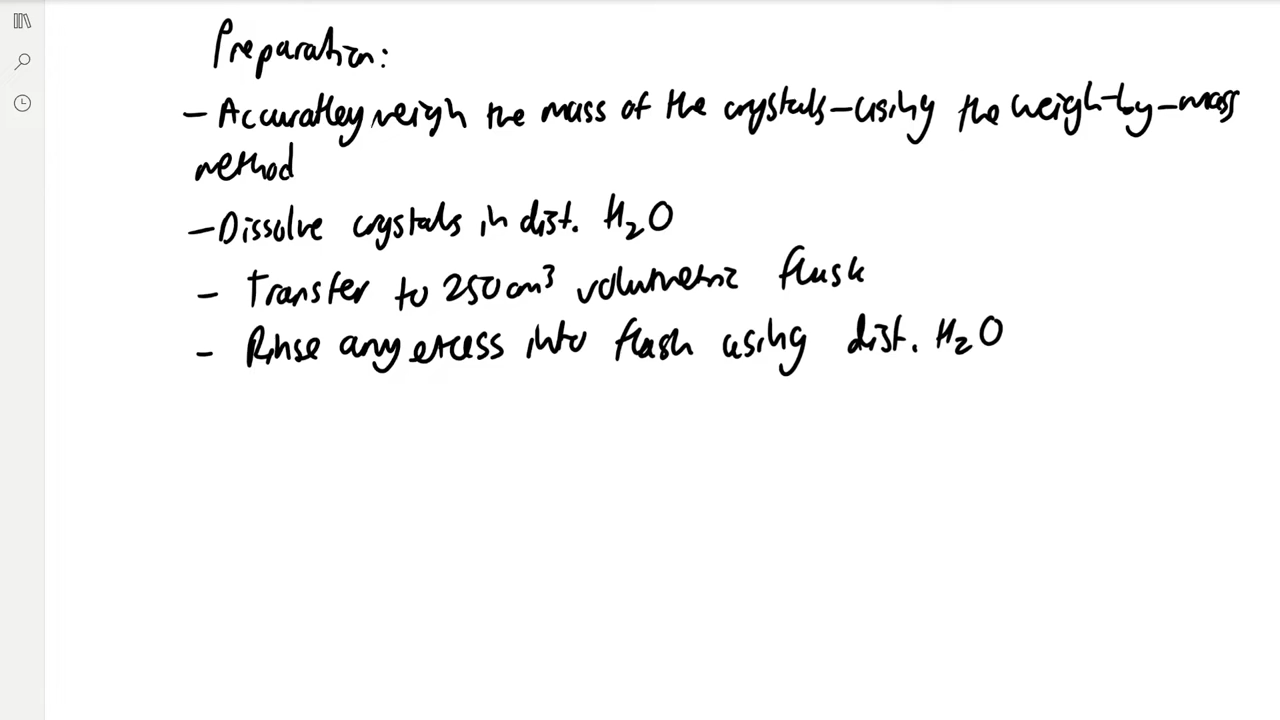 Preparation:
- Accuratley weigh the mass of the crystals - using the weigh-by-mass
method
- Dissolve crystals in dist. H₂O
- Transfer to 250cm³ volumetric flask
- Rinse any excess into flask using dist. H₂O